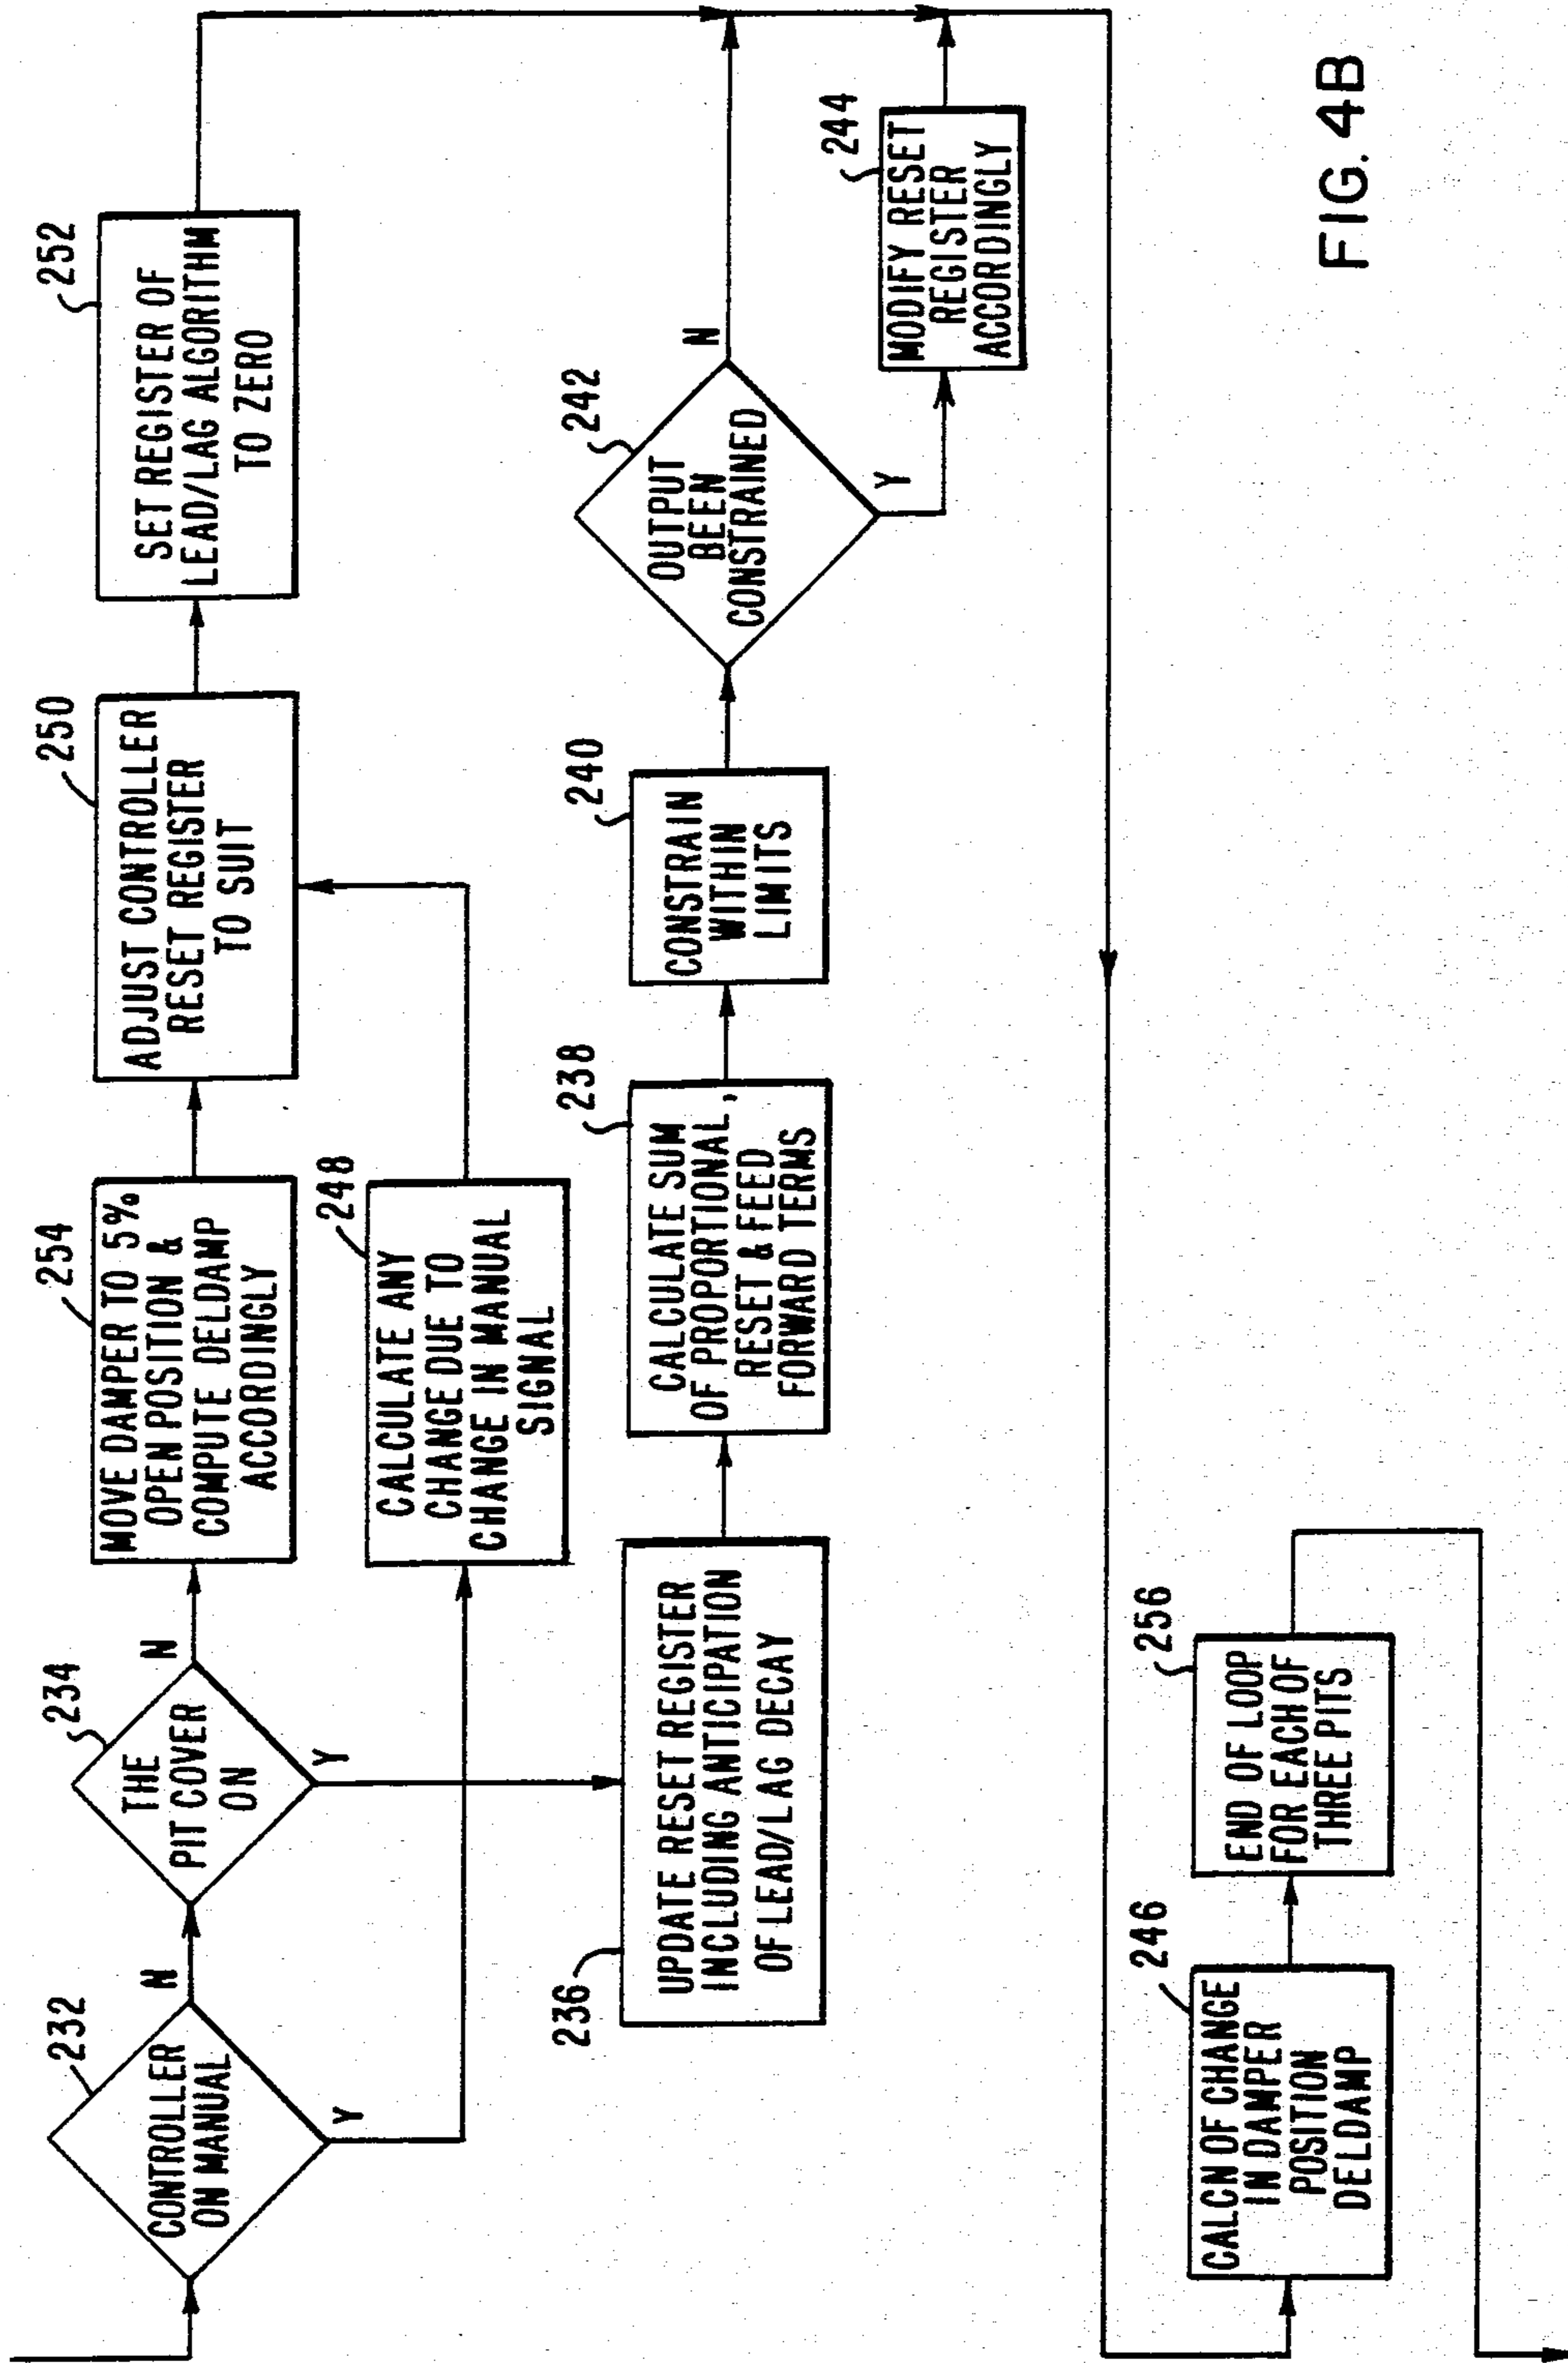 232
CONTROLLER
ON MANUAL
N
Y
234
THE
PIT COVER
ON
N
Y
254
MOVE DAMPER TO 5%
OPEN POSITION &
COMPUTE DELDAMP
ACCORDINGLY
250
ADJUST CONTROLLER
RESET REGISTER
TO SUIT
252
SET REGISTER OF
LEAD/LAG ALGORITHM
TO ZERO
248
CALCULATE ANY
CHANGE DUE TO
CHANGE IN MANUAL
SIGNAL
236
UPDATE RESET REGISTER
INCLUDING ANTICIPATION
OF LEAD/LAG DECAY
238
CALCULATE SUM
OF PROPORTIONAL,
RESET & FEED
FORWARD TERMS
240
CONSTRAIN
WITHIN
LIMITS
242
OUTPUT
BEEN
CONSTRAINED
N
Y
244
MODIFY RESET
REGISTER
ACCORDINGLY
246
CALCN OF CHANGE
IN DAMPER
POSITION
DELDAMP
256
END OF LOOP
FOR EACH OF
THREE PITS
FIG. 4B